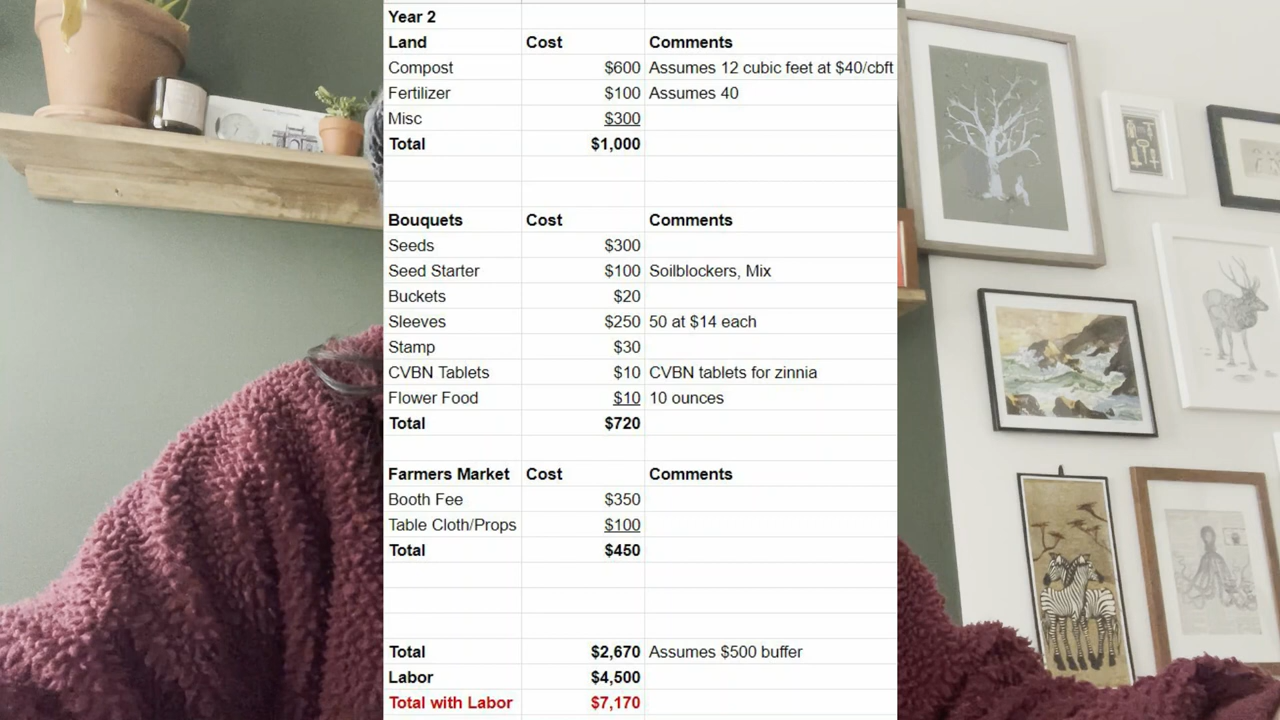 Year 2
Land Cost Comments
Compost $600 Assumes 12 cubic feet at $40/cbft
Fertilizer $100 Assumes 40
Misc $300
Total $1,000
Bouquets Cost Comments
Seeds $300
Seed Starter $100 Soilblockers, Mix
Buckets $20
Sleeves $250 50 at $14 each
Stamp $30
CVBN Tablets $10 CVBN tablets for zinnia
Flower Food $10 10 ounces
Total $720
Farmers Market Cost Comments
Booth Fee $350
Table Cloth/Props $100
Total $450
Total $2,670 Assumes $500 buffer
Labor $4,500
Total with Labor $7,170